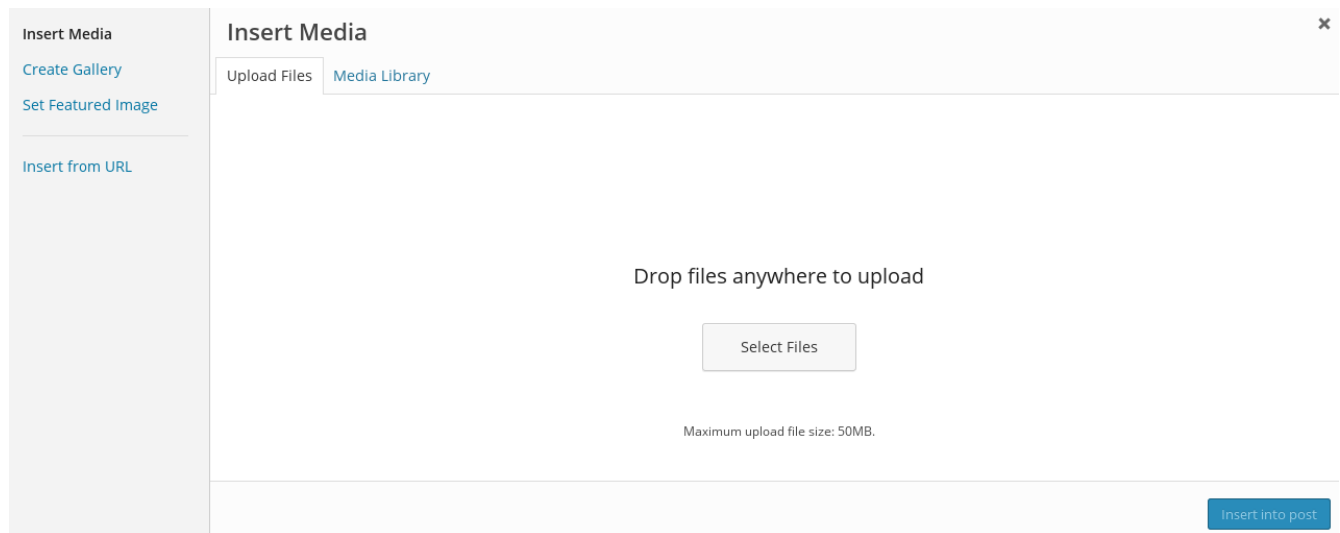 Insert Media
Create Gallery
Set Featured Image
Insert from URL
Insert Media
Upload Files Media Library
Drop files anywhere to upload
Select Files
Maximum upload file size: 50MB.
Insert into post